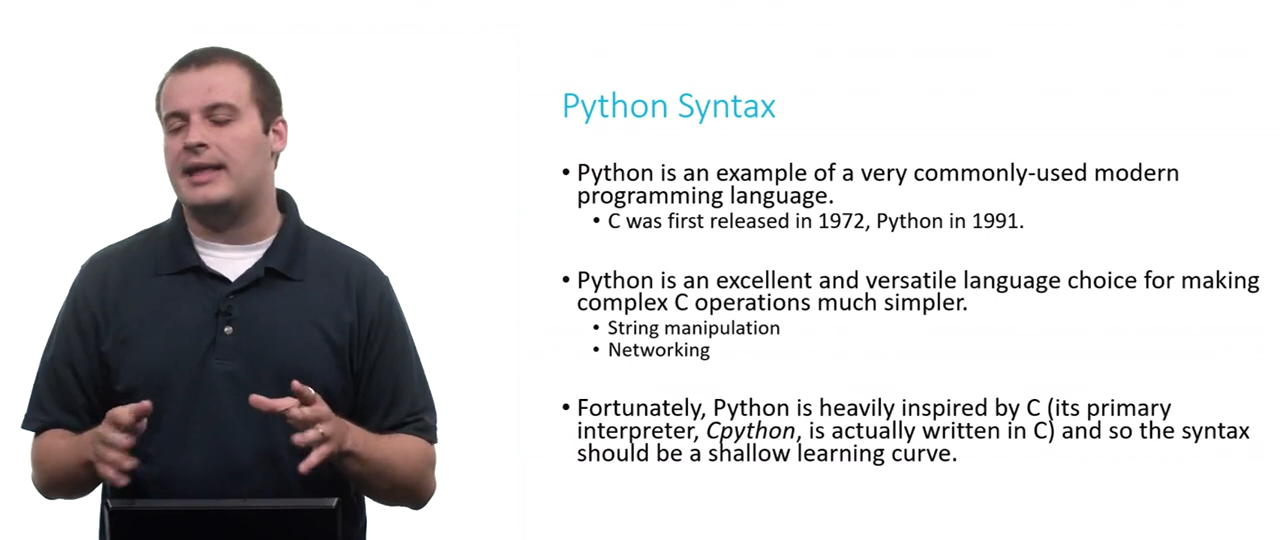 Python Syntax
• Python is an example of a very commonly-used modern
programming language.
• C was first released in 1972, Python in 1991.
• Python is an excellent and versatile language choice for making
complex C operations much simpler.
• String manipulation
• Networking
• Fortunately, Python is heavily inspired by C (its primary
interpreter, Cpython, is actually written in C) and so the syntax
should be a shallow learning curve.